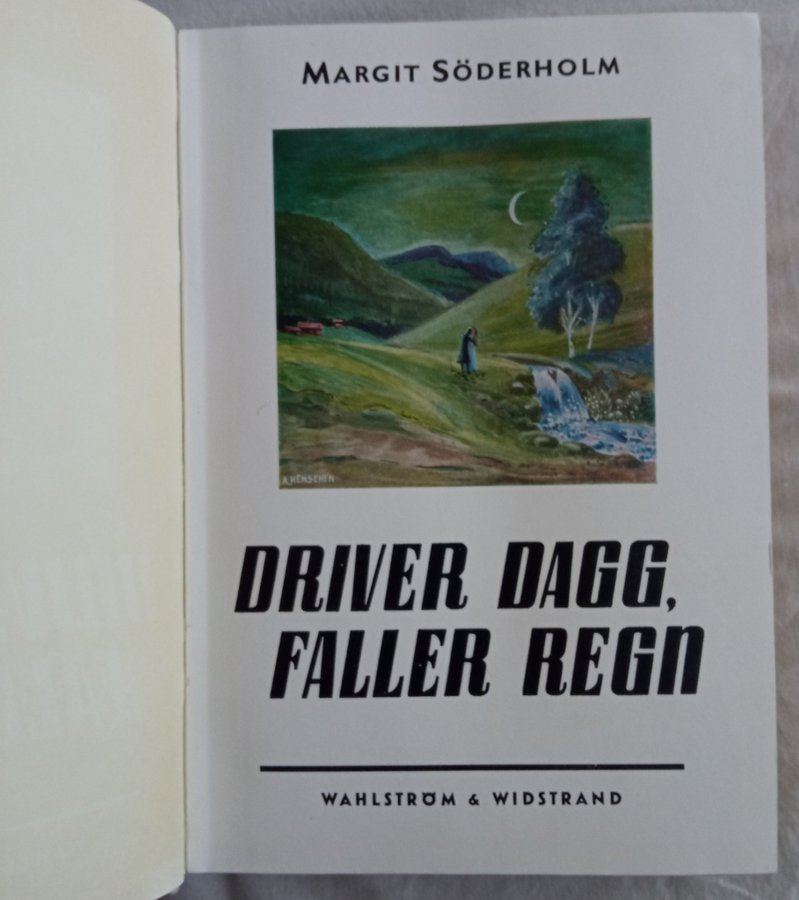 MARGIT SÖDERHOLM
A. HENSCHEN
DRIVER DAGG,
FALLER REGN
WAHLSTRÖM & WIDSTRAND